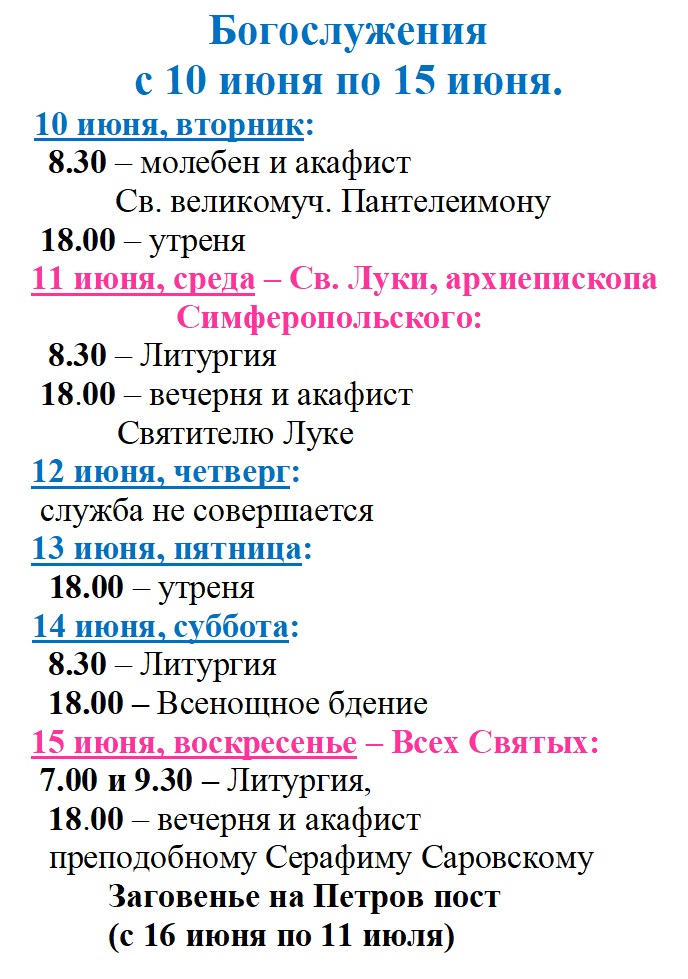 Богослужения
с 10 июня по 15 июня.
10 июня, вторник:
8.30 – молебен и акафист
Св. великомуч. Пантелеимону
18.00 – утреня
11 июня, среда – Св. Луки, архиепископа
Симферопольского:
8.30 – Литургия
18.00 – вечерня и акафист
Святителю Луке
12 июня, четверг:
служба не совершается
13 июня, пятница:
18.00 – утреня
14 июня, суббота:
8.30 – Литургия
18.00 – Всенощное бдение
15 июня, воскресенье – Всех Святых:
7.00 и 9.30 – Литургия,
18.00 – вечерня и акафист
преподобному Серафиму Саровскому
Заговенье на Петров пост
(с 16 июня по 11 июля)